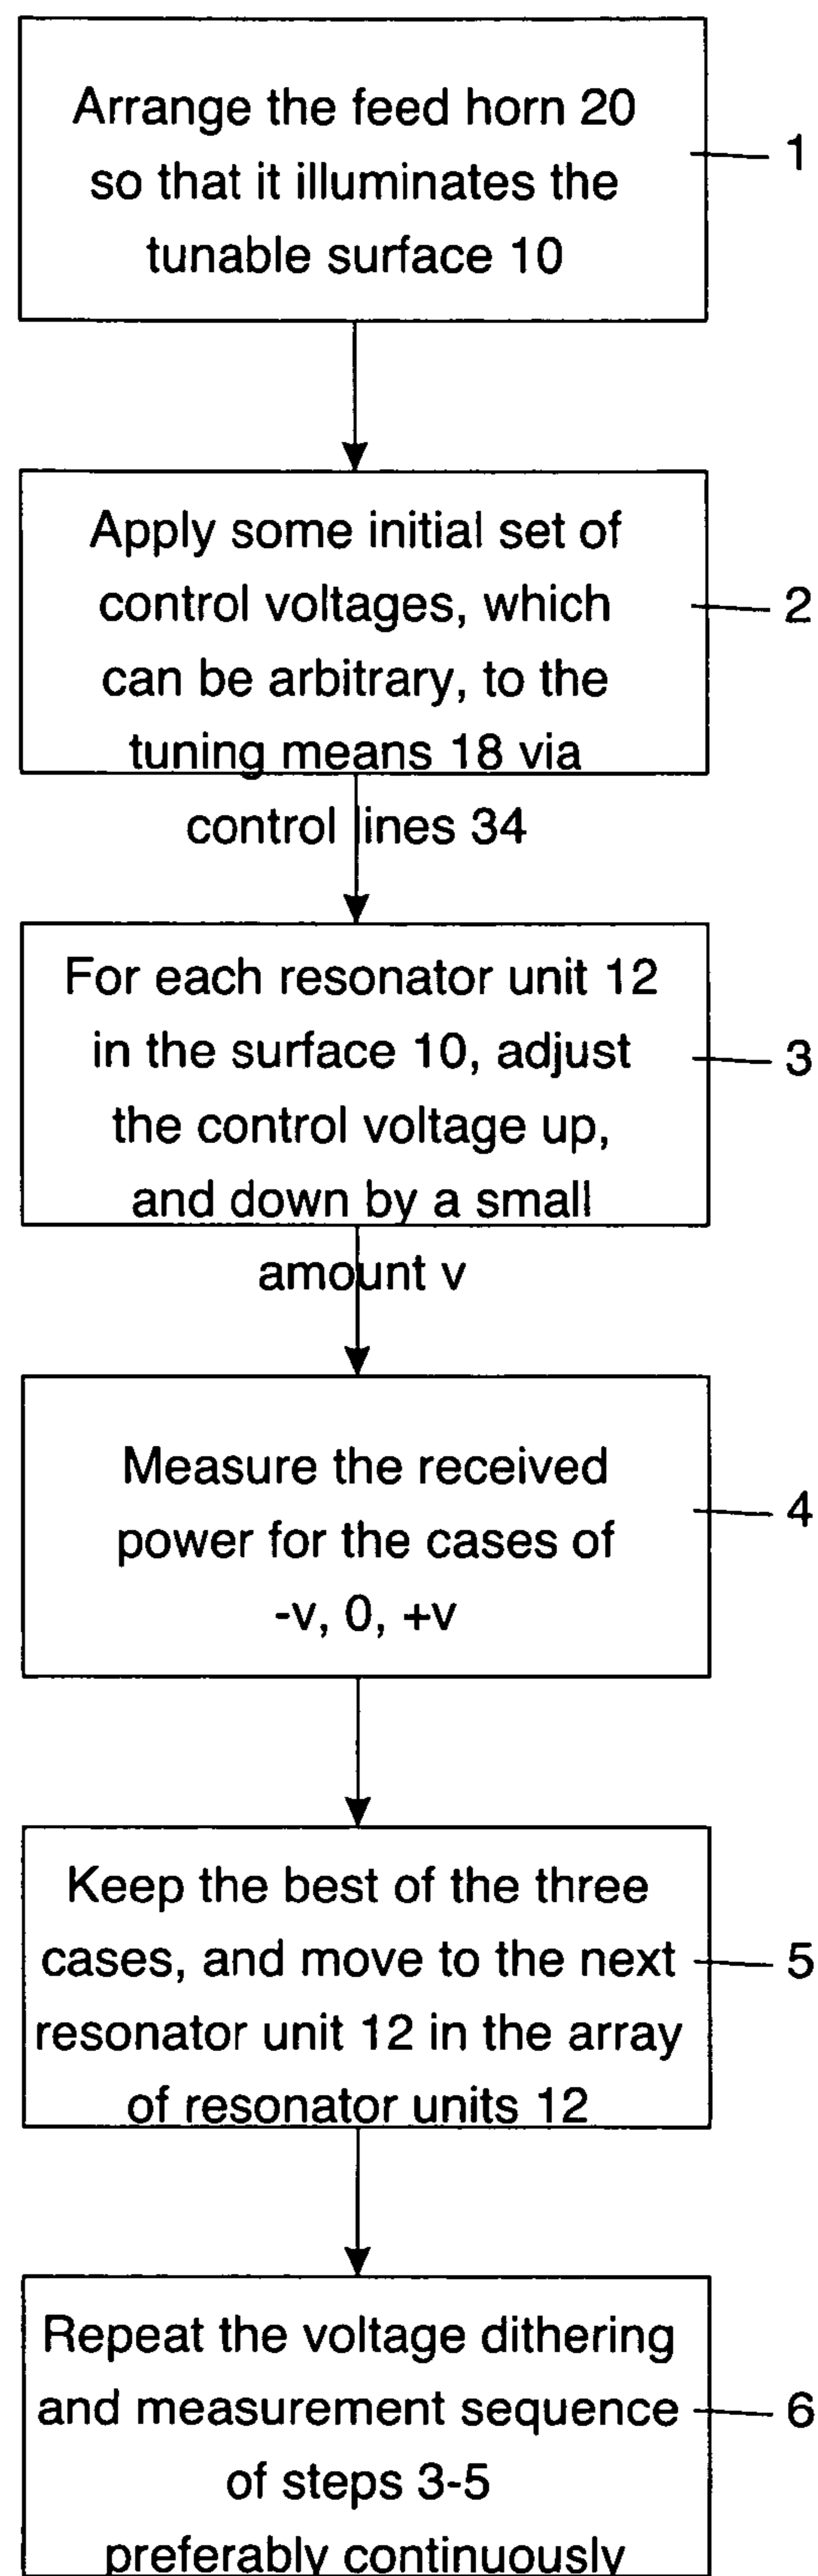 Arrange the feed horn 20
so that it illuminates the
tunable surface 10
1
Apply some initial set of
control voltages, which
can be arbitrary, to the
tuning means 18 via
control lines 34
2
For each resonator unit 12
in the surface 10, adjust
the control voltage up,
and down by a small
amount v
3
Measure the received
power for the cases of
-v, 0, +v
4
Keep the best of the three
cases, and move to the next
resonator unit 12 in the array
of resonator units 12
5
Repeat the voltage dithering
and measurement sequence
of steps 3-5
preferably continuously
6